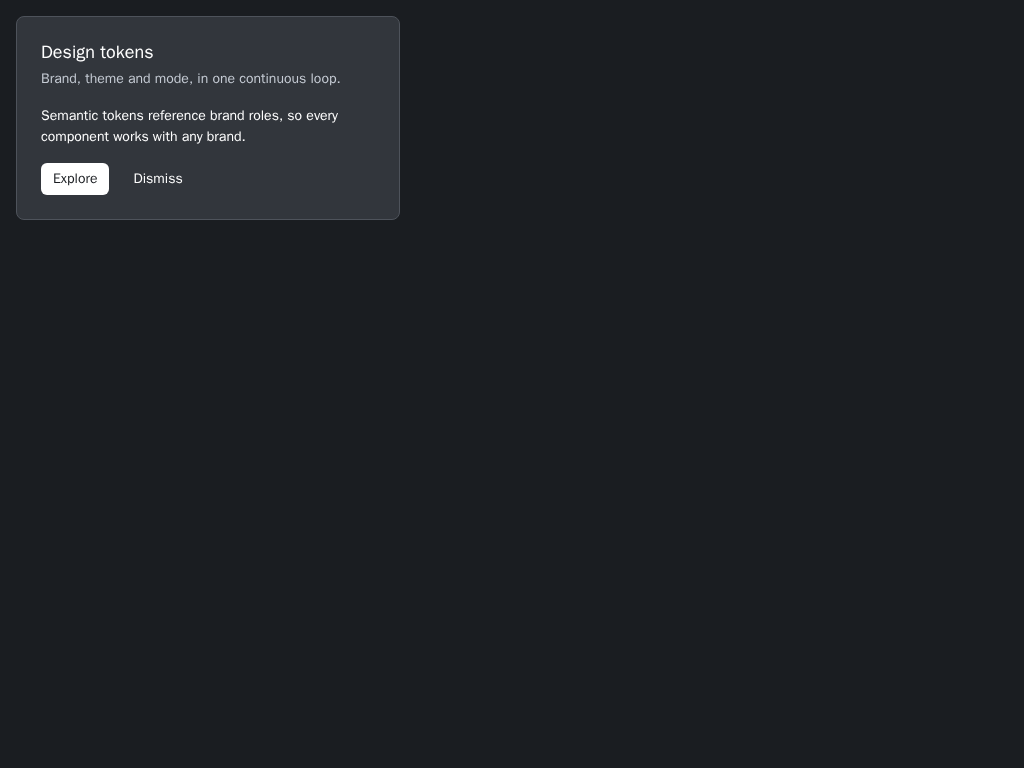 Design tokens
Brand, theme and mode, in one continuous loop.
Semantic tokens reference brand roles, so every
component works with any brand.
Explore
Dismiss